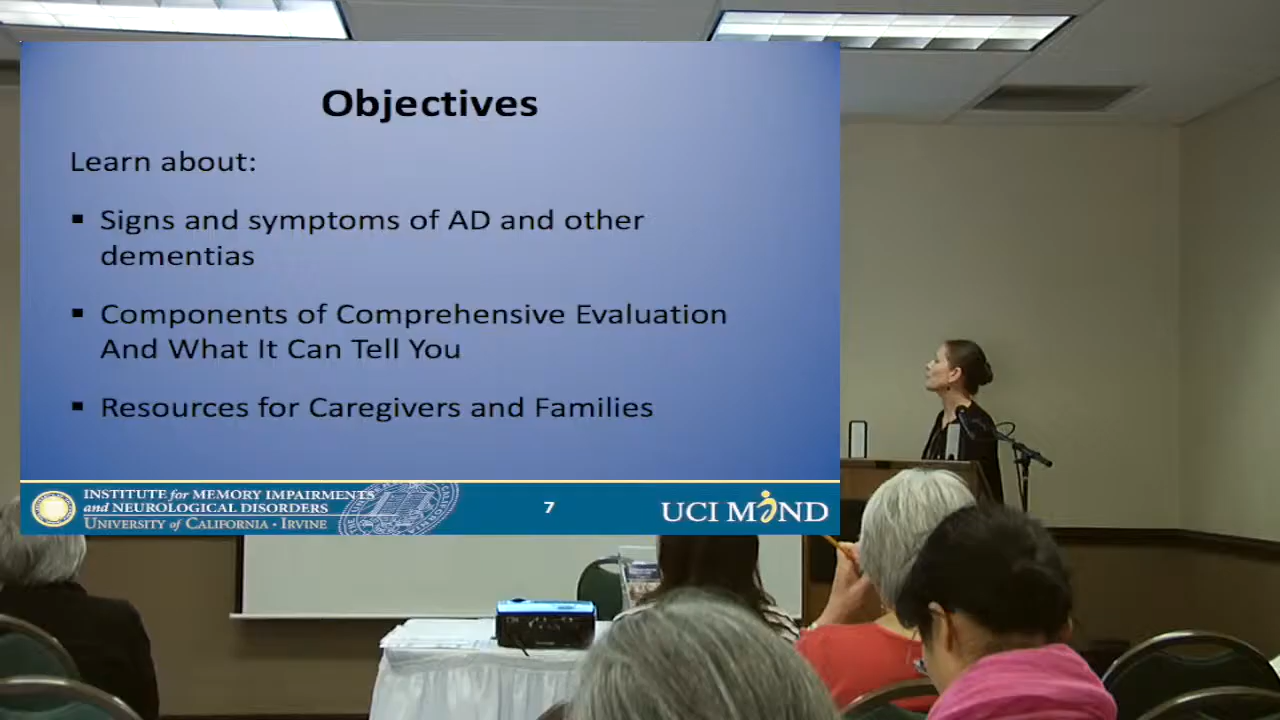 Objectives
Learn about:
▪ Signs and symptoms of AD and other
dementias
▪ Components of Comprehensive Evaluation
And What It Can Tell You
▪ Resources for Caregivers and Families
INSTITUTE for MEMORY IMPAIRMENTS
and NEUROLOGICAL DISORDERS
UNIVERSITY of CALIFORNIA • IRVINE
7
UCI MIND